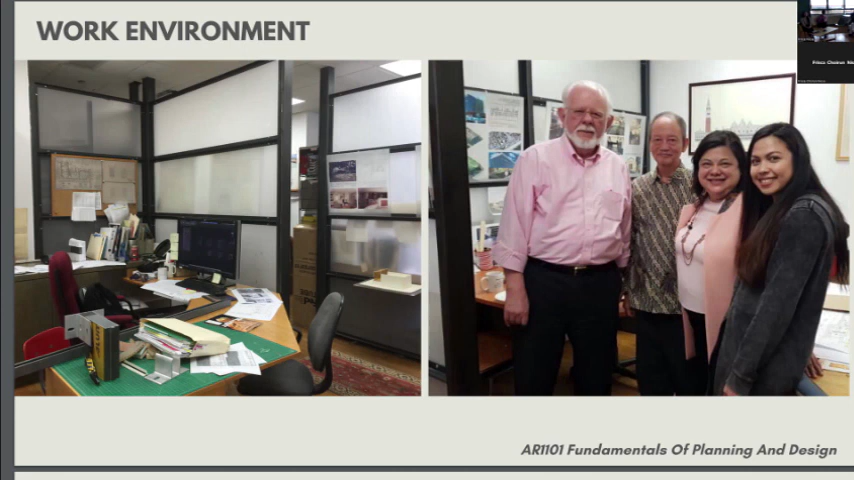 WORK ENVIRONMENT
AR1101 Fundamentals Of Planning And Design